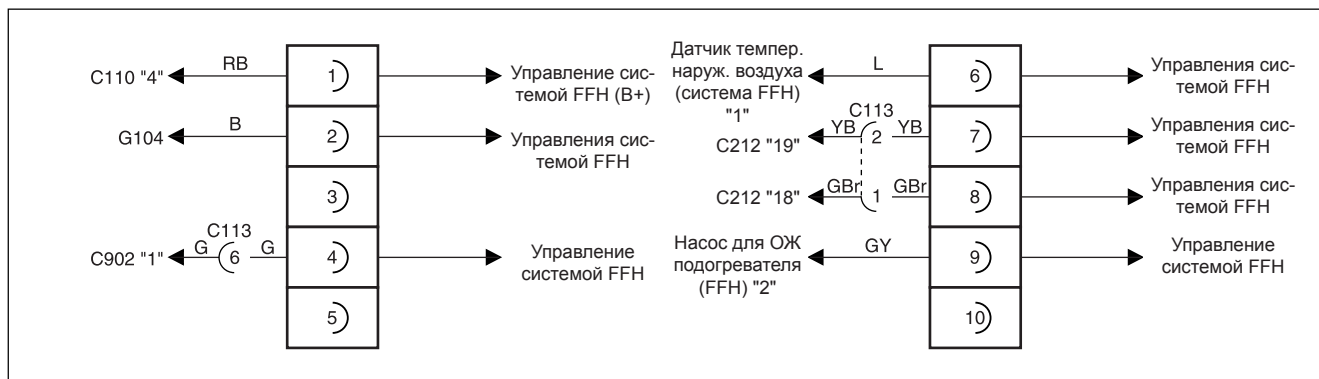 C110 "4"
RB
1
Управление сис-
темой FFH (B+)
G104
B
2
Управления сис-
темой FFH
3
C902 "1"
G
C113
6
G
4
Управление
системой FFH
5
Датчик темпер.
наруж. воздуха
(система FFH)
"1"
L
6
Управления сис-
темой FFH
C212 "19"
YB
C113
2
YB
7
Управления сис-
темой FFH
C212 "18"
GBr
1
GBr
8
Управления сис-
темой FFH
Насос для ОЖ
подогревателя
(FFH) "2"
GY
9
Управление
системой FFH
10